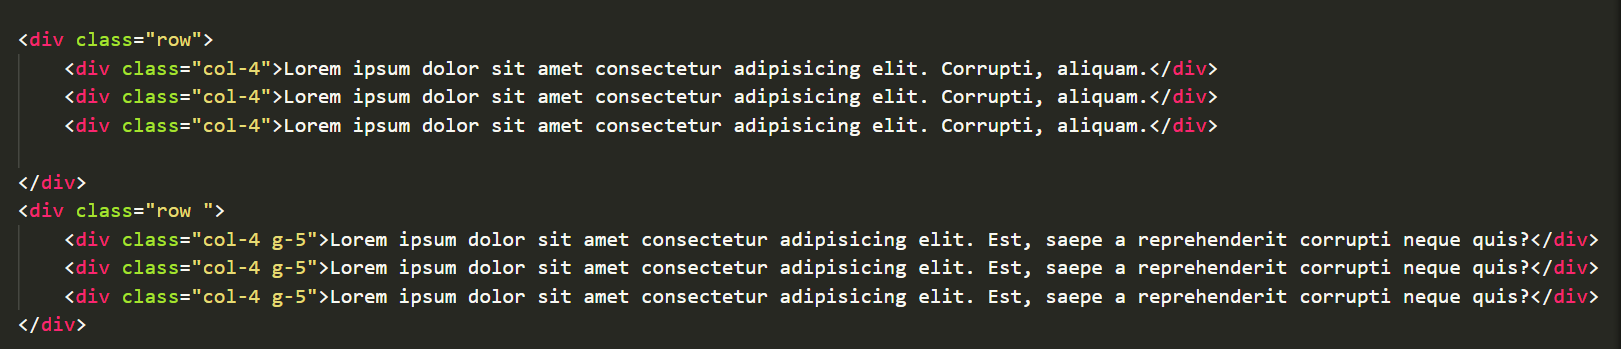 <div class="row">
    <div class="col-4">Lorem ipsum dolor sit amet consectetur adipisicing elit. Corrupti, aliquam.</div>
    <div class="col-4">Lorem ipsum dolor sit amet consectetur adipisicing elit. Corrupti, aliquam.</div>
    <div class="col-4">Lorem ipsum dolor sit amet consectetur adipisicing elit. Corrupti, aliquam.</div>
</div>
<div class="row ">
    <div class="col-4 g-5">Lorem ipsum dolor sit amet consectetur adipisicing elit. Est, saepe a reprehenderit corrupti neque quis?</div>
    <div class="col-4 g-5">Lorem ipsum dolor sit amet consectetur adipisicing elit. Est, saepe a reprehenderit corrupti neque quis?</div>
    <div class="col-4 g-5">Lorem ipsum dolor sit amet consectetur adipisicing elit. Est, saepe a reprehenderit corrupti neque quis?</div>
</div>